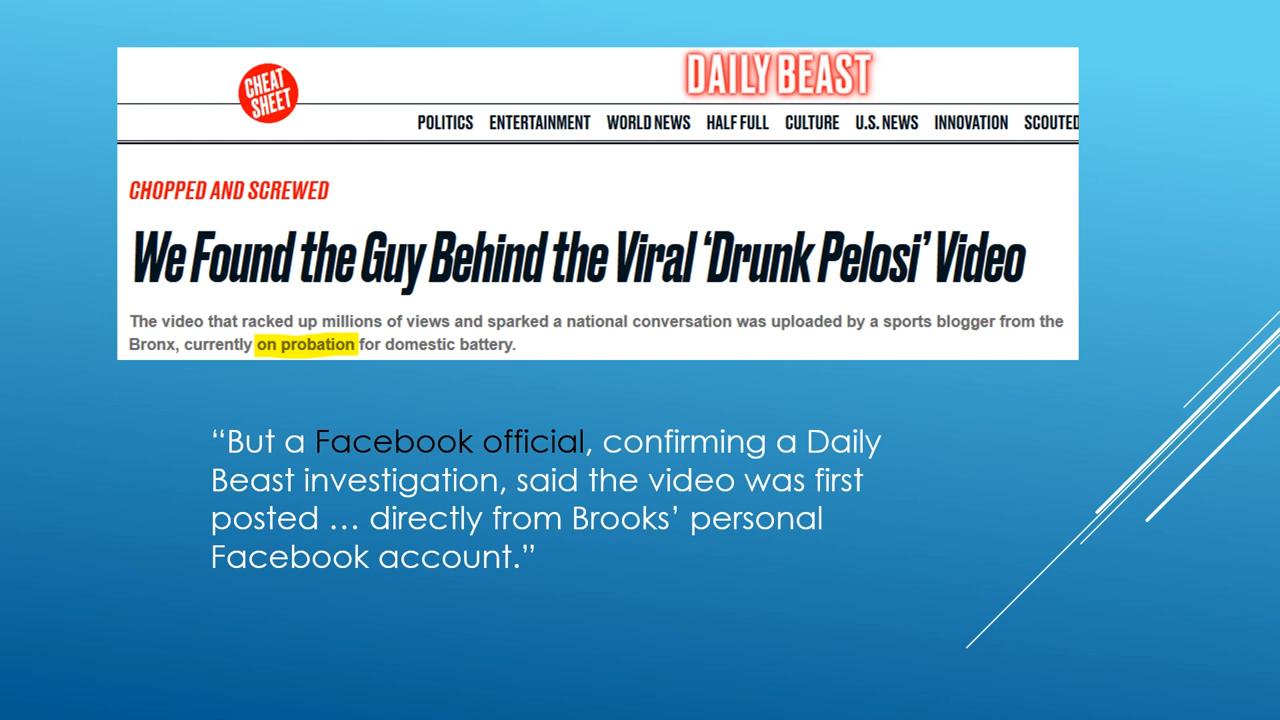 CHEAT
SHEET
DAILY BEAST
POLITICS ENTERTAINMENT WORLD NEWS HALF FULL CULTURE U.S. NEWS INNOVATION SCOUTED
CHOPPED AND SCREWED
We Found the Guy Behind the Viral ‘Drunk Pelosi’ Video
The video that racked up millions of views and sparked a national conversation was uploaded by a sports blogger from the
Bronx, currently on probation for domestic battery.
“But a Facebook official, confirming a Daily
Beast investigation, said the video was first
posted … directly from Brooks’ personal
Facebook account.”